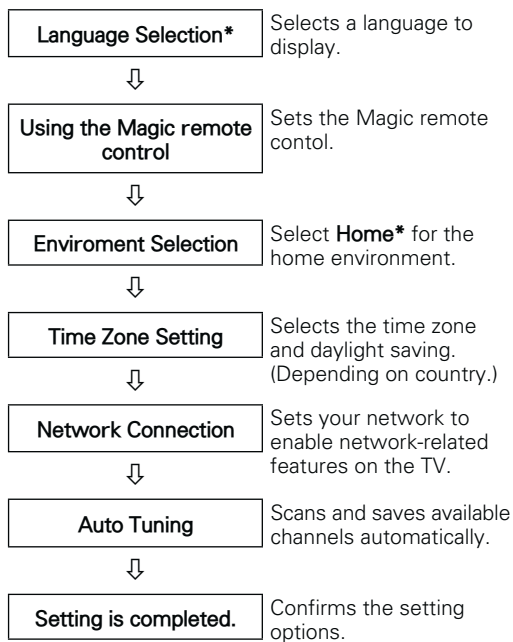 Language Selection*
Selects a language to
display.
Using the Magic remote
control
Sets the Magic remote
contol.
Enviroment Selection
Select Home* for the
home environment.
Time Zone Setting
Selects the time zone
and daylight saving.
(Depending on country.)
Network Connection
Sets your network to
enable network-related
features on the TV.
Auto Tuning
Scans and saves available
channels automatically.
Setting is completed.
Confirms the setting
options.